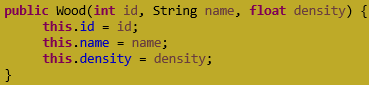 public Wood(int id, String name, float density) {
this.id = id;
this.name = name;
this.density = density;
}